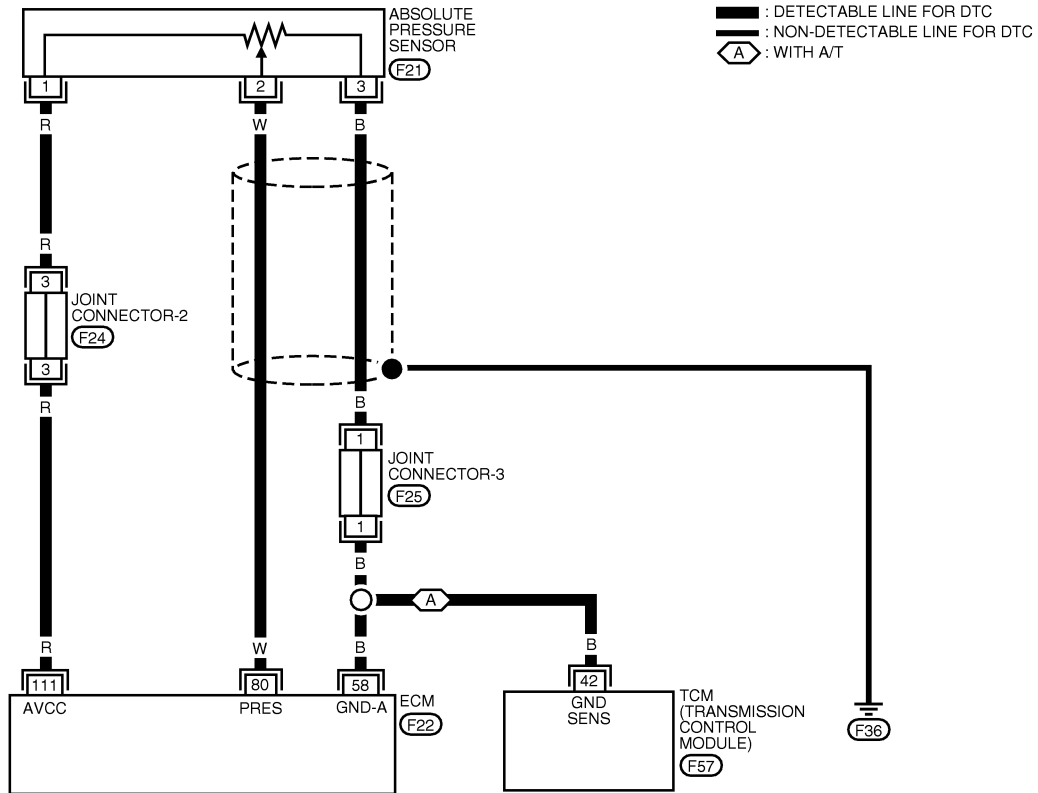 ABSOLUTE
PRESSURE
SENSOR
F21
: DETECTABLE LINE FOR DTC
: NON-DETECTABLE LINE FOR DTC
A : WITH A/T
1 2 3
R W B
R
3
JOINT
CONNECTOR-2
F24
3
R
B
1
JOINT
CONNECTOR-3
F25
1
B
A
R W B B
111 80 58 42
AVCC PRES GND-A
ECM
F22
GND
SENS
TCM
(TRANSMISSION
CONTROL
MODULE)
F57
F36